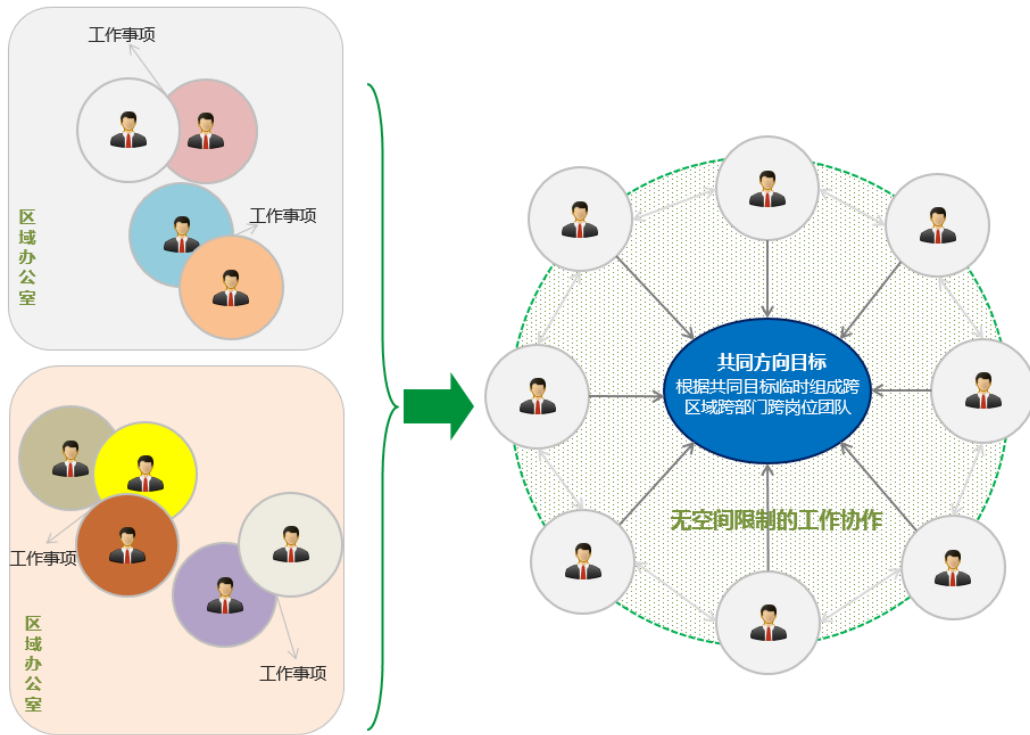 工作事项
工作事项
区域办公室
工作事项
工作事项
区域办公室
共同方向目标
根据共同目标临时组成跨
区域跨部门跨岗位团队
无空间限制的工作协作